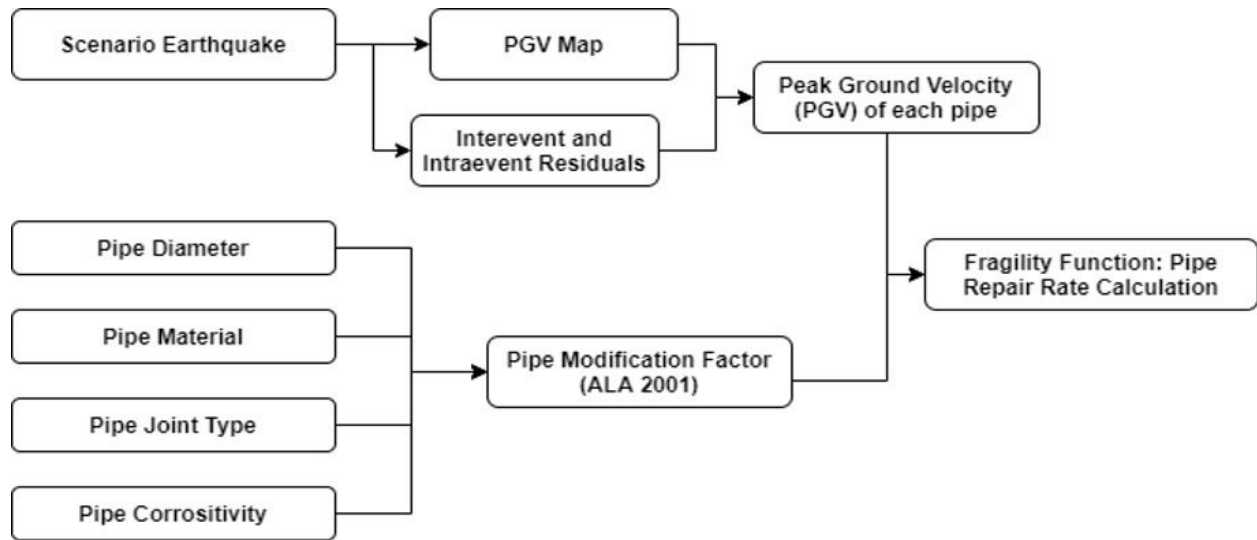 Scenario Earthquake
PGV Map
Interevent and
Intraevent Residuals
Peak Ground Velocity
(PGV) of each pipe
Pipe Diameter
Pipe Material
Pipe Joint Type
Pipe Corrositivity
Pipe Modification Factor
(ALA 2001)
Fragility Function: Pipe
Repair Rate Calculation